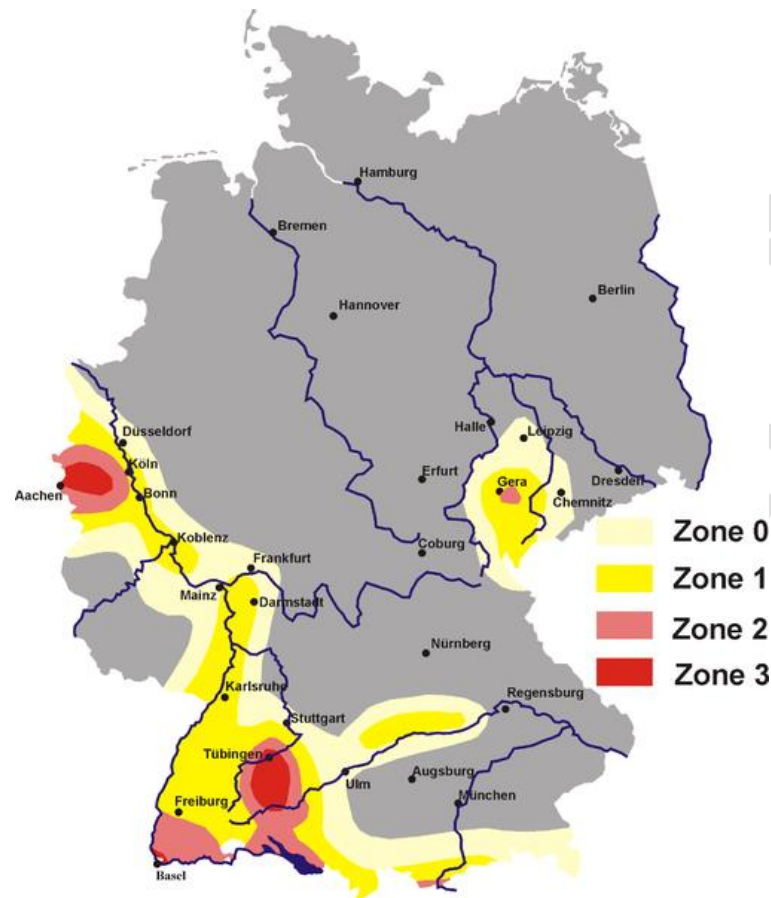 Hamburg
Bremen
Berlin
Hannover
Düsseldorf
Halle
Leipzig
Köln
Erfurt
Gera
Dresden
Aachen
Bonn
Chemnitz
Zone 0
Koblenz
Coburg
Frankfurt
Zone 1
Mainz
Darmstadt
Zone 2
Nürnberg
Zone 3
Karlsruhe
Regensburg
Stuttgart
Tübingen
Ulm
Augsburg
München
Freiburg
Basel